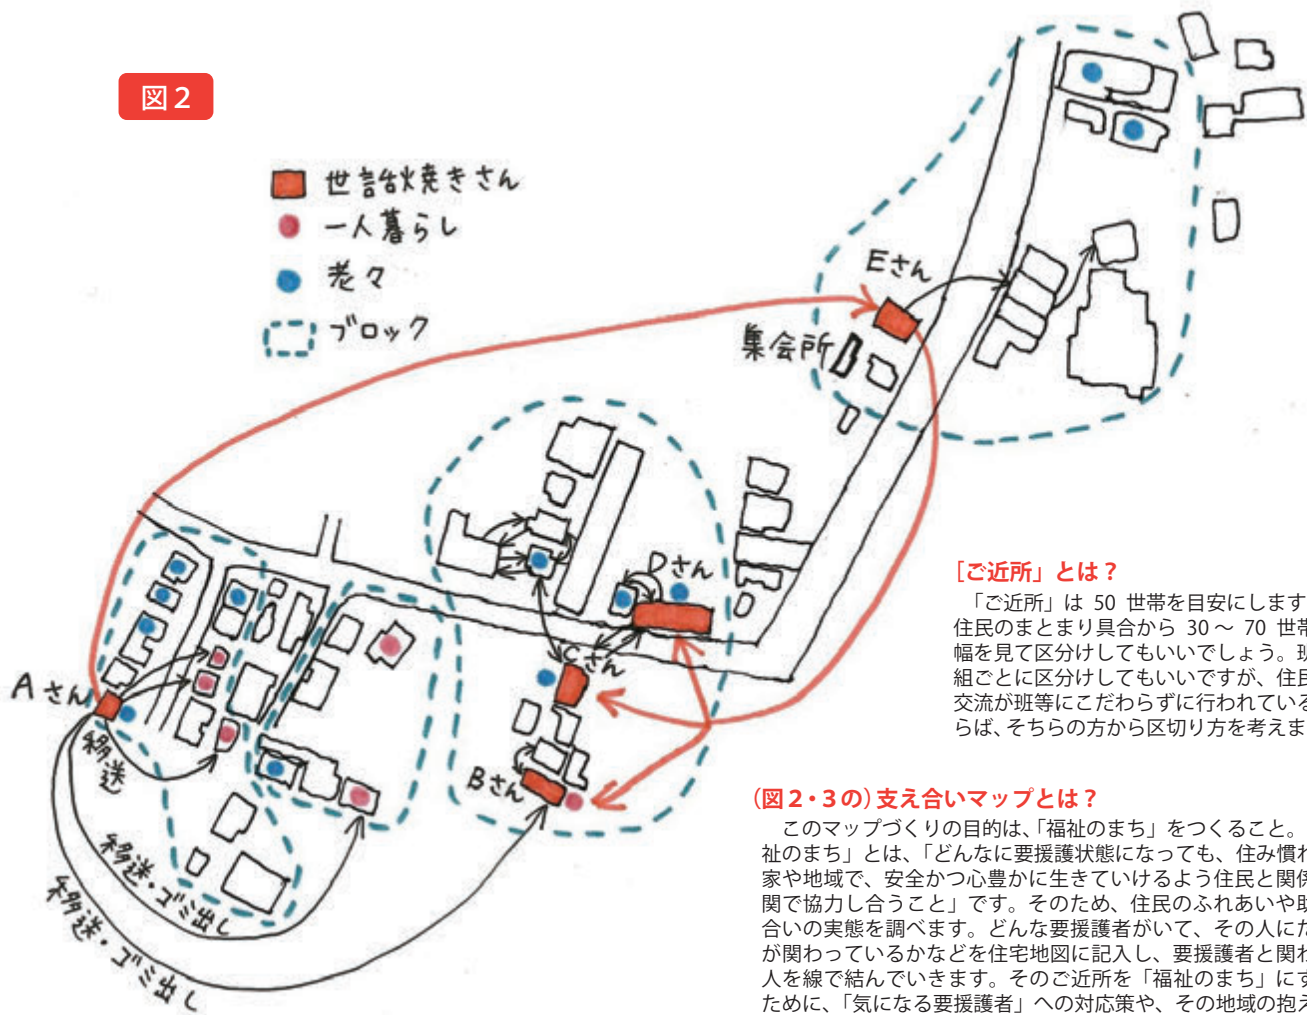 図2
世話焼きさん
一人暮らし
老々
ブロック
Eさん
集会所
Dさん
Cさん
Aさん
Bさん
移送
移送・ゴミ出し
移送・ゴミ出し
「ご近所」とは？
「ご近所」は 50 世帯を目安にします
住民のまとまり具合から 30～ 70 世帯
幅を見て区分けしてもいいでしょう。班
組ごとに区分けしてもいいですが、住民
交流が班等にこだわらずに行われている
らば、そちらの方から区切り方を考えま
（図2・3の）支え合いマップとは？
このマップづくりの目的は、「福祉のまち」をつくること。
祉のまち」とは、「どんなに要援護状態になっても、住み慣れ
家や地域で、安全かつ心豊かに生きていけるよう住民と関係
関で協力し合うこと」です。そのため、住民のふれあいや助
合いの実態を調べます。どんな要援護者がいて、その人にだ
が関わっているかなどを住宅地図に記入し、要援護者と関わ
人を線で結んでいきます。そのご近所を「福祉のまち」にす
ために、「気になる要援護者」への対応策や、その地域の抱え